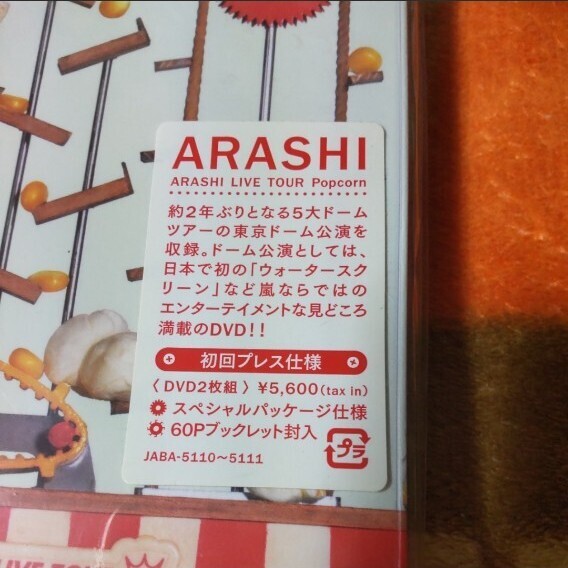 ARASHI
ARASHI LIVE TOUR Popcorn
約2年ぶりとなる5大ドーム
ツアーの東京ドーム公演を
収録。ドーム公演としては、
日本で初の「ウォータースク
リーン」など嵐ならではの
エンターテイメントな見どころ
満載のDVD!!
初回プレス仕様
〈DVD2枚組〉¥5,600(tax in)
スペシャルパッケージ仕様
60Pブックレット封入
JABA-5110〜5111
プラ
LIVE TOU